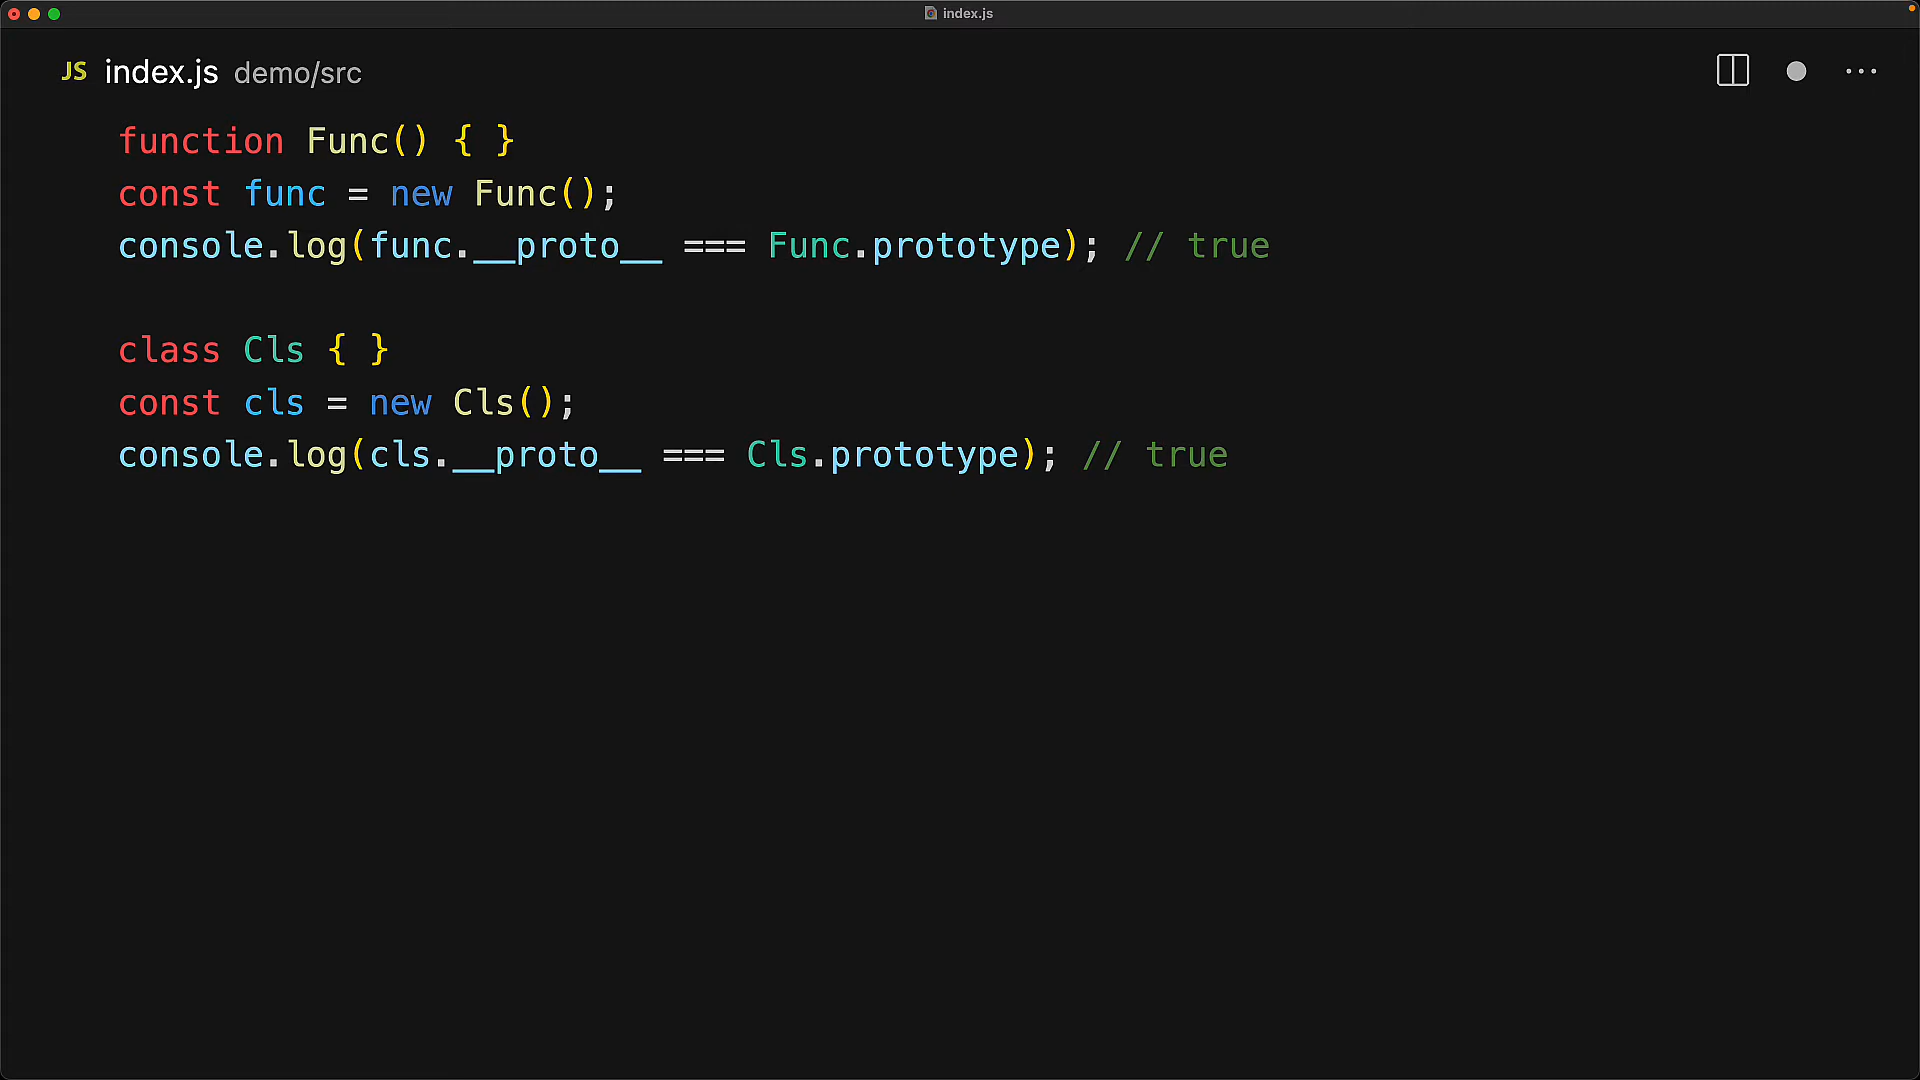 index.js
JS index.js demo/src
function Func() { }
const func = new Func();
console.log(func.__proto__ === Func.prototype); // true
class Cls { }
const cls = new Cls();
console.log(cls.__proto__ === Cls.prototype); // true